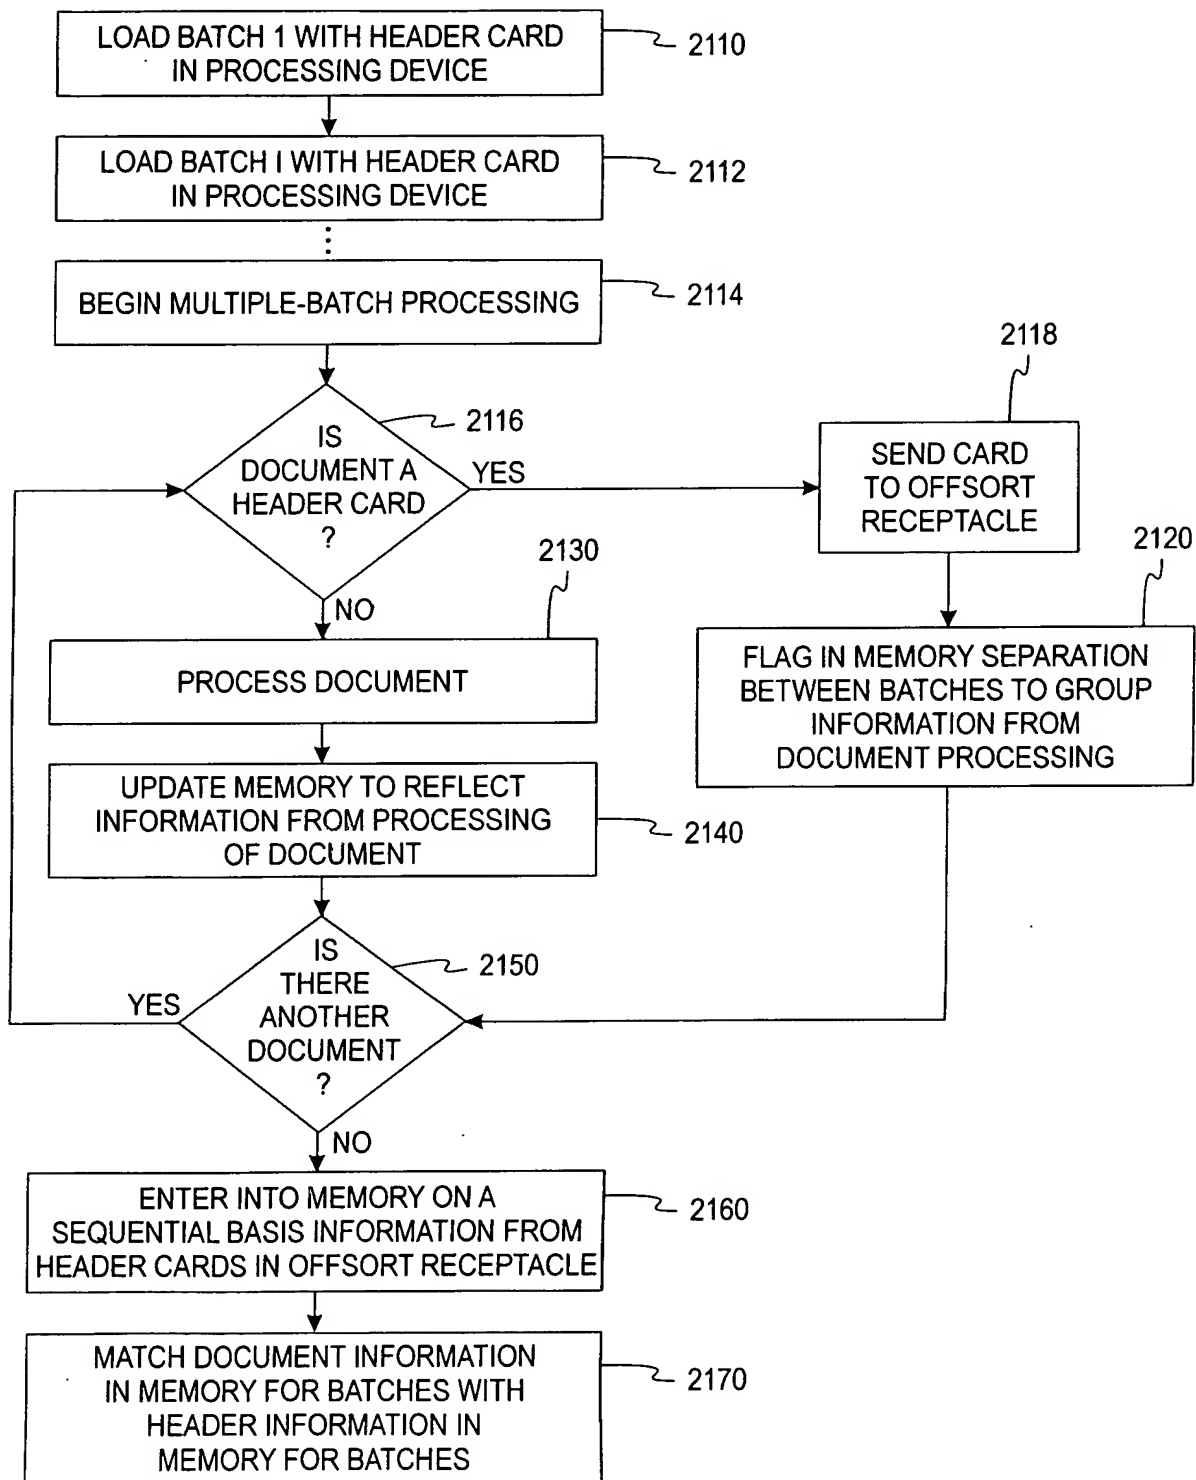 LOAD BATCH 1 WITH HEADER CARD
IN PROCESSING DEVICE
2110
LOAD BATCH I WITH HEADER CARD
IN PROCESSING DEVICE
2112
BEGIN MULTIPLE-BATCH PROCESSING
2114
2116
IS
DOCUMENT A
HEADER CARD
?
YES
NO
2118
SEND CARD
TO OFFSORT
RECEPTACLE
2120
FLAG IN MEMORY SEPARATION
BETWEEN BATCHES TO GROUP
INFORMATION FROM
DOCUMENT PROCESSING
2130
PROCESS DOCUMENT
UPDATE MEMORY TO REFLECT
INFORMATION FROM PROCESSING
OF DOCUMENT
2140
IS
THERE
ANOTHER
DOCUMENT
?
2150
YES
NO
ENTER INTO MEMORY ON A
SEQUENTIAL BASIS INFORMATION FROM
HEADER CARDS IN OFFSORT RECEPTACLE
2160
MATCH DOCUMENT INFORMATION
IN MEMORY FOR BATCHES WITH
HEADER INFORMATION IN
MEMORY FOR BATCHES
2170